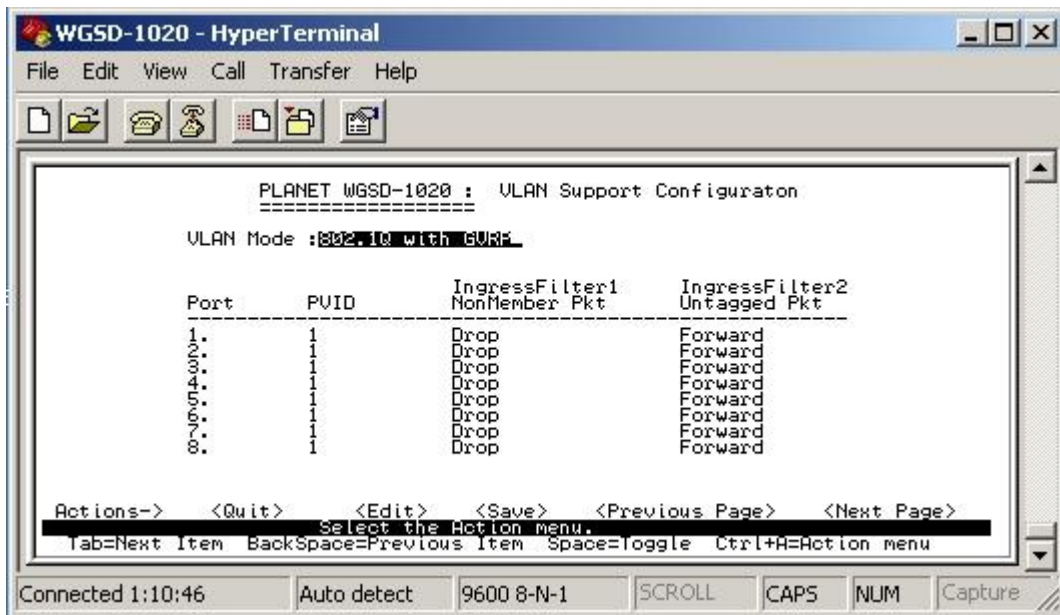 WGSD-1020 - HyperTerminal
File Edit View Call Transfer Help
PLANET WGSD-1020 : VLAN Support Configuraton
==================
VLAN Mode :802.1Q with GVRP_
IngressFilter1 IngressFilter2
Port PVID NonMember Pkt Untagged Pkt
------------------------------------------------------
1. 1 Drop Forward
2. 1 Drop Forward
3. 1 Drop Forward
4. 1 Drop Forward
5. 1 Drop Forward
6. 1 Drop Forward
7. 1 Drop Forward
8. 1 Drop Forward
Actions-> <Quit> <Edit> <Save> <Previous Page> <Next Page>
Select the Action menu.
Tab=Next Item BackSpace=Previous Item Space=Toggle Ctrl+A=Action menu
Connected 1:10:46 Auto detect 9600 8-N-1 SCROLL CAPS NUM Capture